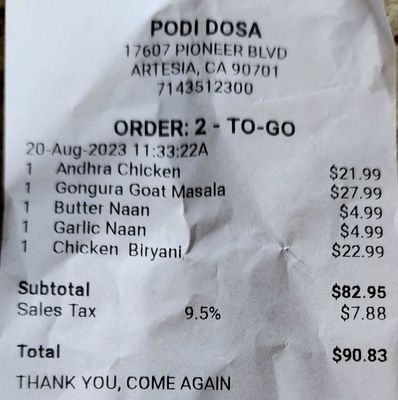 PODI DOSA
17607 PIONEER BLVD
ARTESIA, CA 90701
7143512300
ORDER: 2 - TO-GO
20-Aug-2023 11:33:22A
1 Andhra Chicken $21.99
1 Gongura Goat Masala $27.99
1 Butter Naan $4.99
1 Garlic Naan $4.99
1 Chicken Biryani $22.99
Subtotal $82.95
Sales Tax 9.5% $7.88
Total $90.83
THANK YOU, COME AGAIN